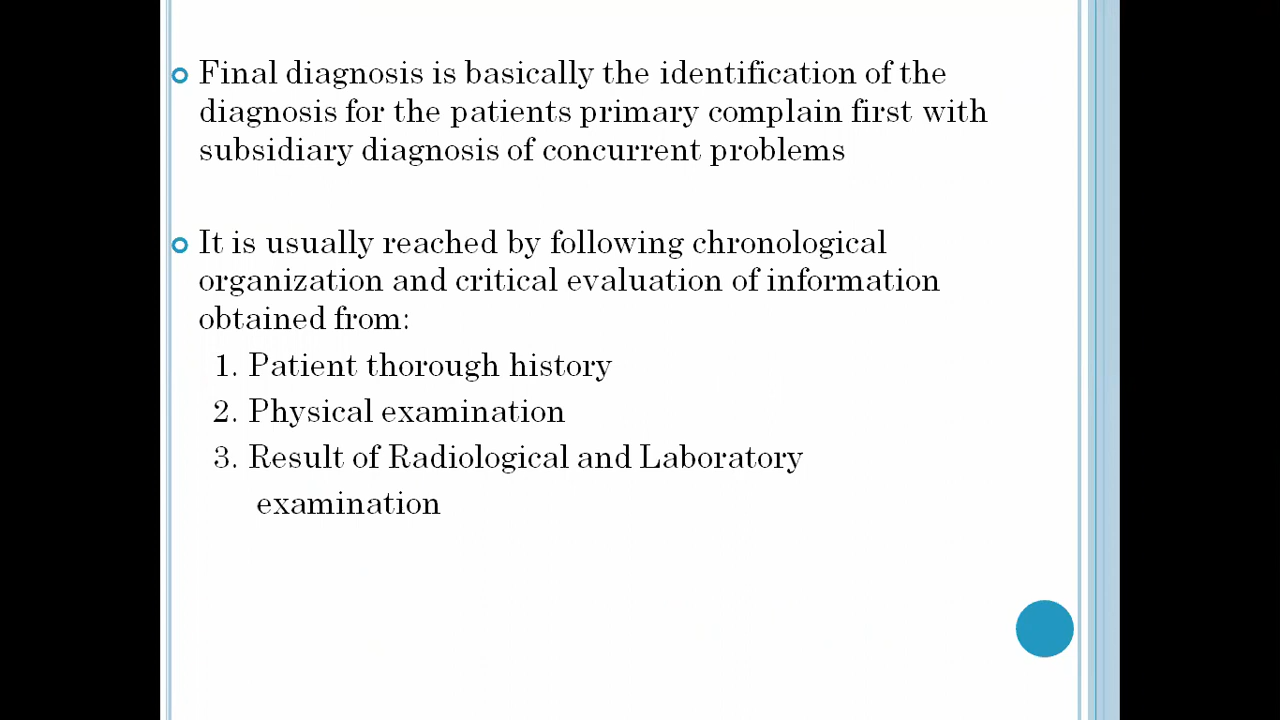 Final diagnosis is basically the identification of the
diagnosis for the patients primary complain first with
subsidiary diagnosis of concurrent problems
It is usually reached by following chronological
organization and critical evaluation of information
obtained from:
1. Patient thorough history
2. Physical examination
3. Result of Radiological and Laboratory
examination